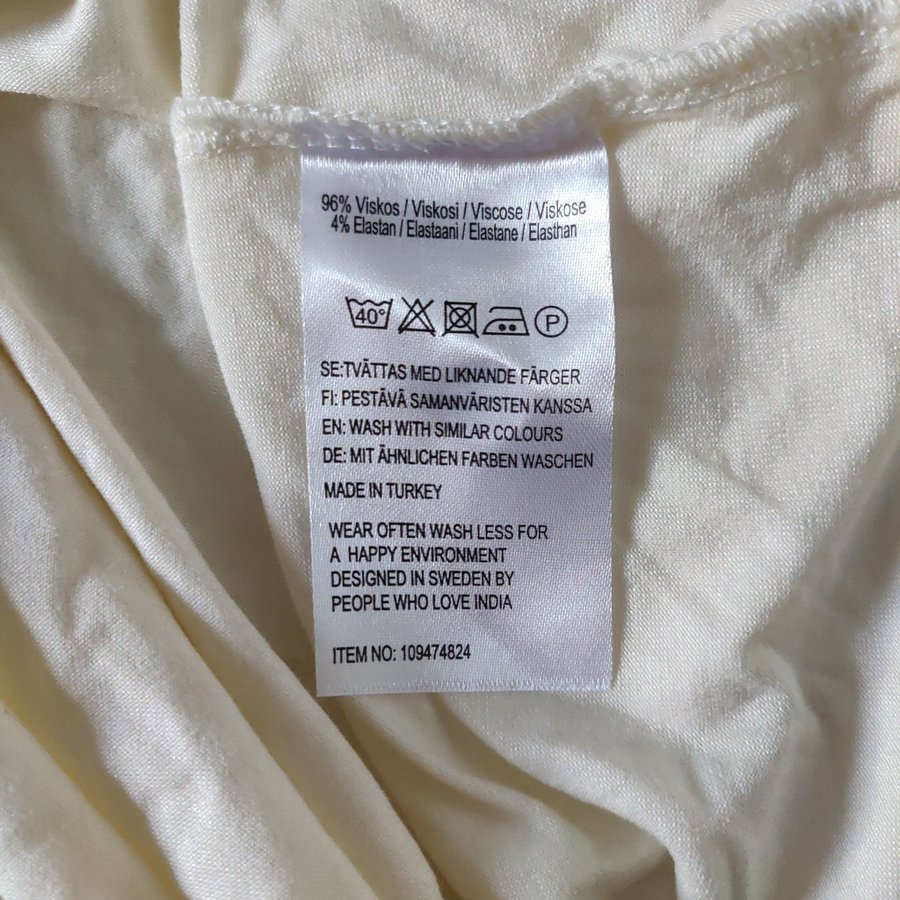 96% Viskos / Viskosi / Viscose / Viskose
4% Elastan / Elastaani / Elastane / Elasthan
40° P
SE:TVÄTTAS MED LIKNANDE FÄRGER
FI: PESTÄVÄ SAMANVÄRISTEN KANSSA
EN: WASH WITH SIMILAR COLOURS
DE: MIT ÄHNLICHEN FARBEN WASCHEN
MADE IN TURKEY
WEAR OFTEN WASH LESS FOR
A HAPPY ENVIRONMENT
DESIGNED IN SWEDEN BY
PEOPLE WHO LOVE INDIA
ITEM NO: 109474824